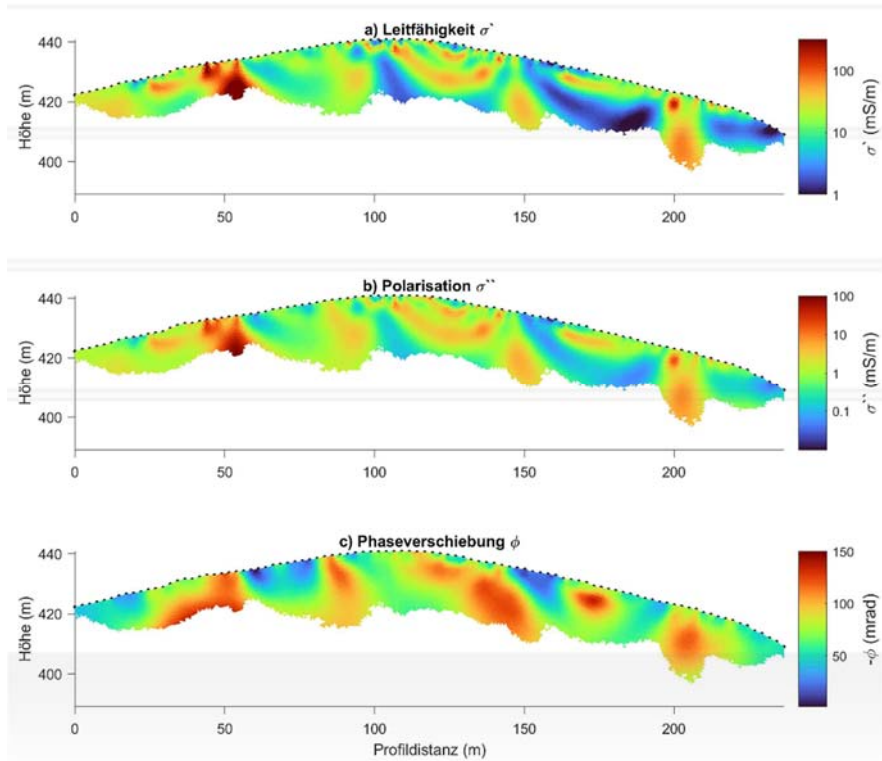 a) Leitfähigkeit σ`
440
420
400
Höhe (m)
0 50 100 150 200
100
10
1
σ` (mS/m)
b) Polarisation σ``
440
420
400
Höhe (m)
0 50 100 150 200
100
10
1
0.1
σ`` (mS/m)
c) Phaseverschiebung ϕ
440
420
400
Höhe (m)
0 50 100 150 200
Profildistanz (m)
150
100
50
-ϕ (mrad)